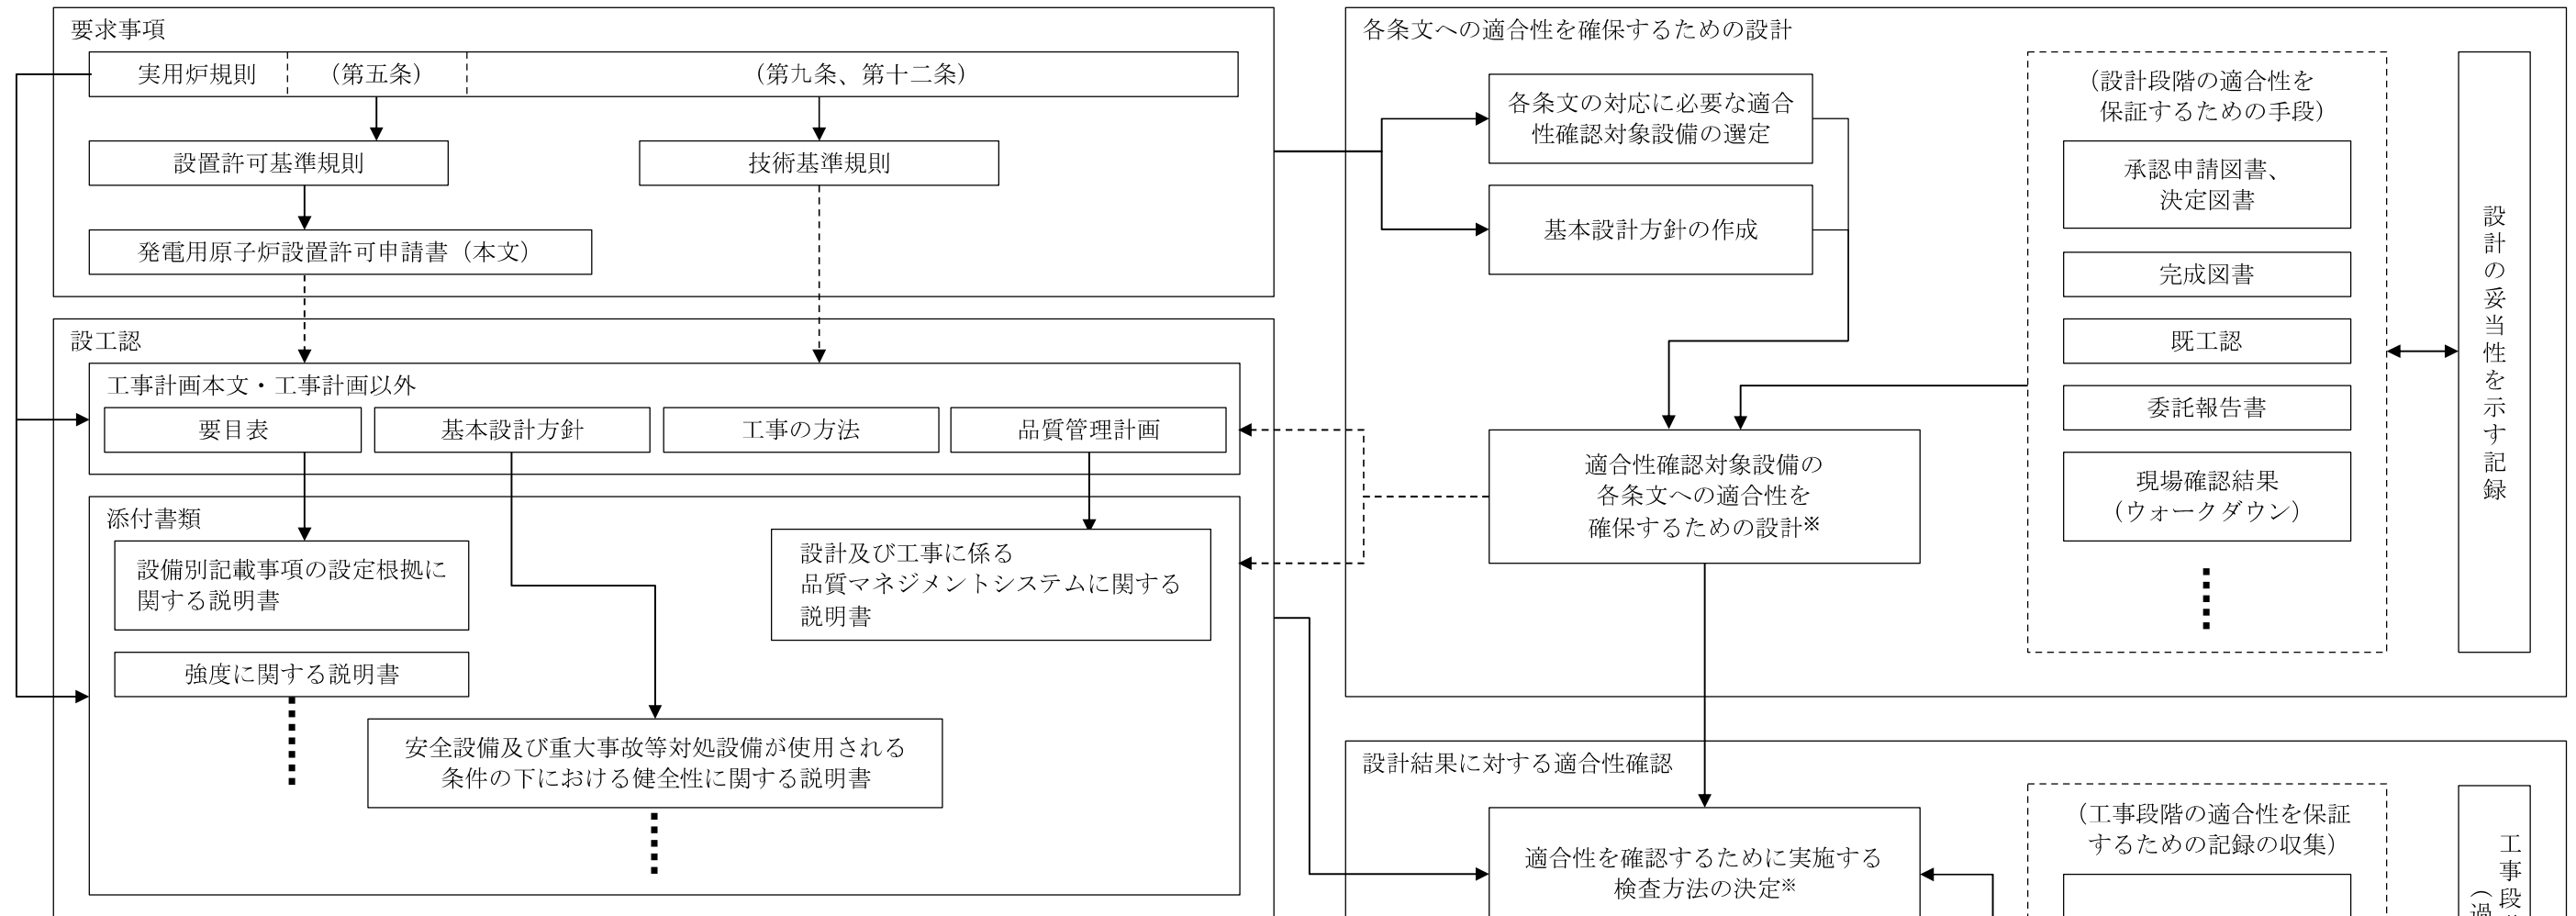 要求事項
実用炉規則
（第五条）
（第九条、第十二条）
設置許可基準規則
技術基準規則
発電用原子炉設置許可申請書（本文）
設工認
工事計画本文・工事計画以外
要目表
基本設計方針
工事の方法
品質管理計画
添付書類
設備別記載事項の設定根拠に
関する説明書
設計及び工事に係る
品質マネジメントシステムに関する
説明書
強度に関する説明書
安全設備及び重大事故等対処設備が使用される
条件の下における健全性に関する説明書
各条文への適合性を確保するための設計
各条文の対応に必要な適合
性確認対象設備の選定
基本設計方針の作成
適合性確認対象設備の
各条文への適合性を
確保するための設計※
（設計段階の適合性を
保証するための手段）
承認申請図書、
決定図書
完成図書
既工認
委託報告書
現場確認結果
（ウォークダウン）
設計の妥当性を示す記録
設計結果に対する適合性確認
適合性を確認するために実施する
検査方法の決定※
（工事段階の適合性を保証
するための記録の収集）
工事段
（過